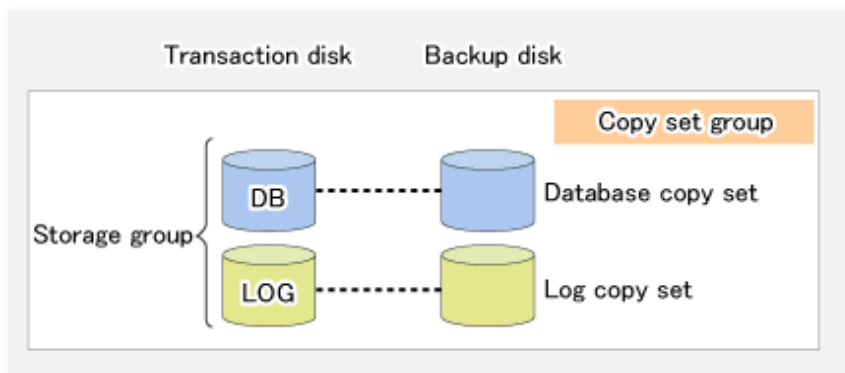 Transaction disk
Backup disk
Copy set group
DB
Database copy set
Storage group
LOG
Log copy set